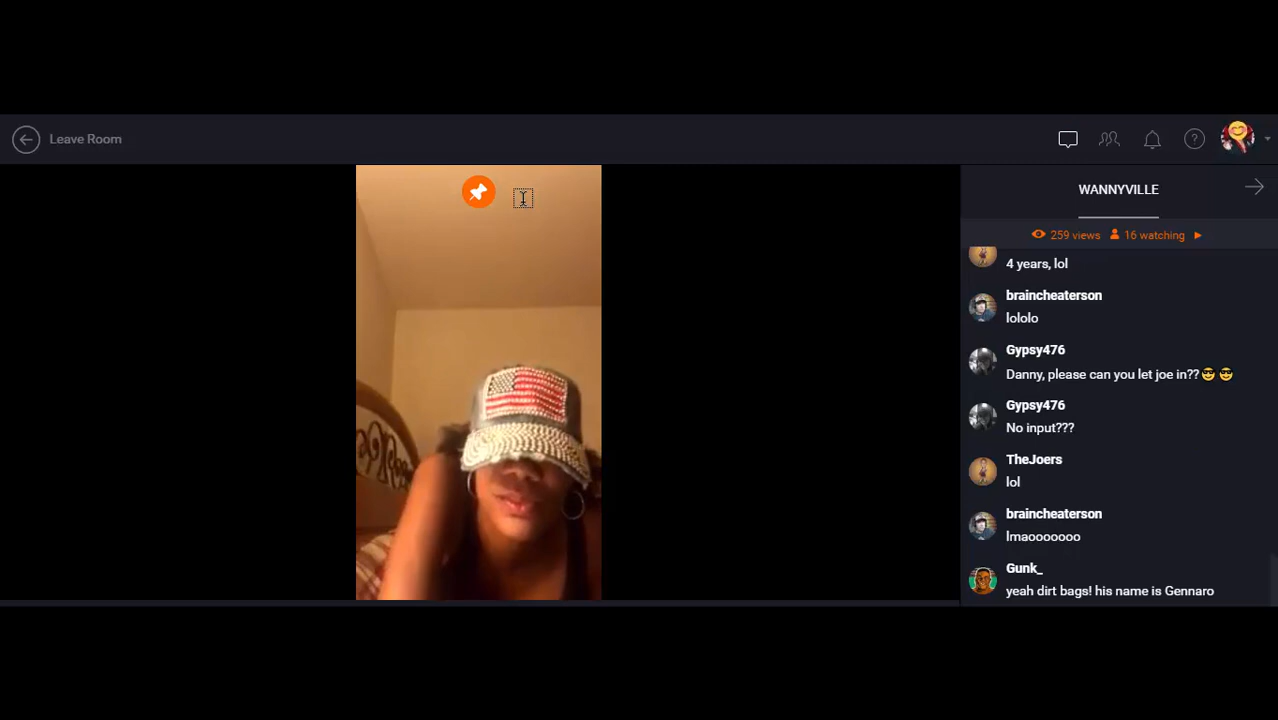 Leave Room
WANNYVILLE
259 views 16 watching
4 years, lol
braincheaterson
lololo
Gypsy476
Danny, please can you let joe in?? 😎 😎
Gypsy476
No input???
TheJoers
lol
braincheaterson
lmaooooooo
Gunk_
yeah dirt bags! his name is Gennaro